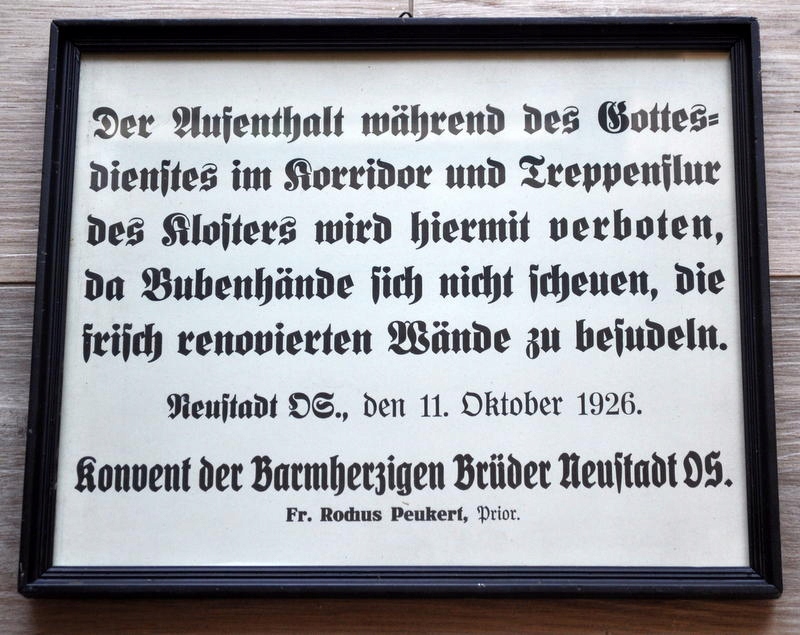 Der Aufenthalt während des Gottes=
dienstes im Korridor und Treppenflur
des Klosters wird hiermit verboten,
da Bubenhände sich nicht scheuen, die
frisch renovierten Wände zu besudeln.
Neustadt OS., den 11. Oktober 1926.
Konvent der Barmherzigen Brüder Neustadt OS.
Fr. Rochus Peukert, Prior.